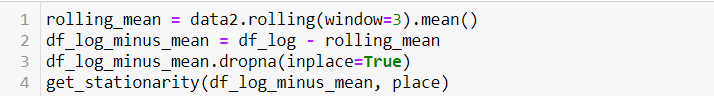 1 rolling_mean = data2.rolling(window=3).mean()
2 df_log_minus_mean = df_log - rolling_mean
3 df_log_minus_mean.dropna(inplace=True)
4 get_stationarity(df_log_minus_mean, place)